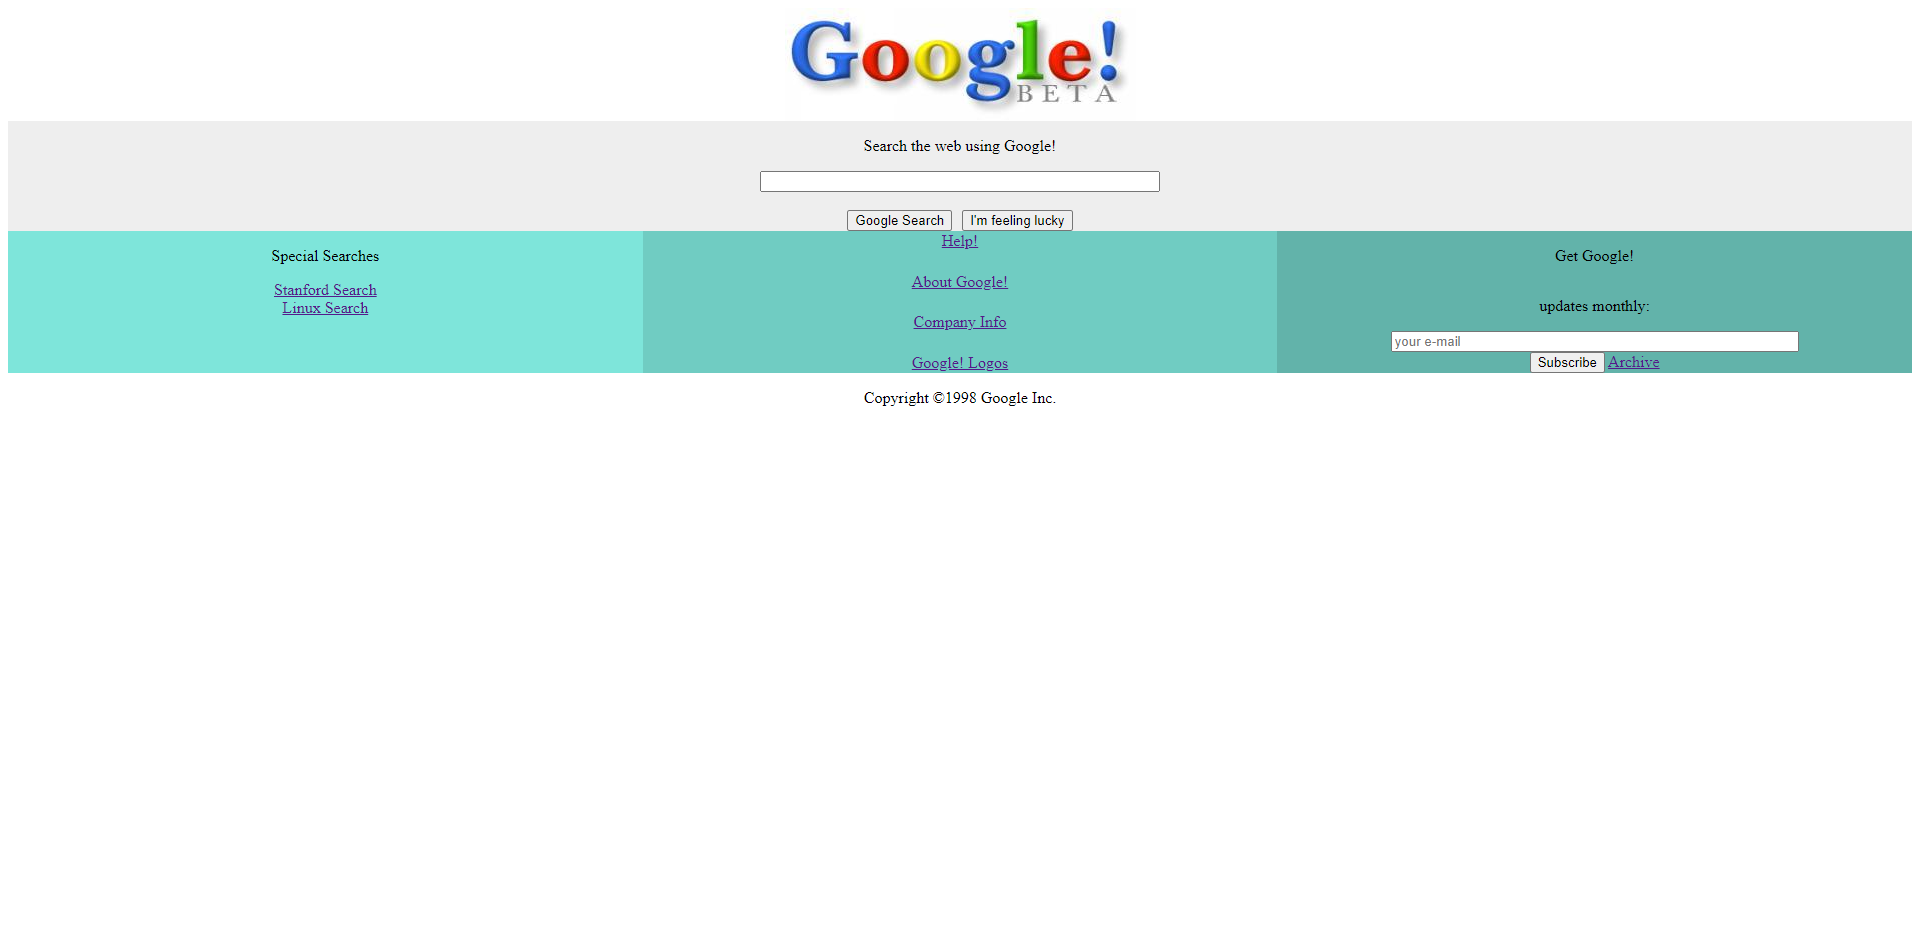 Google!
BETA
Search the web using Google!
Google Search
I'm feeling lucky
Special Searches
Stanford Search
Linux Search
Help!
About Google!
Company Info
Google! Logos
Get Google!
updates monthly:
your e-mail
Subscribe Archive
Copyright ©1998 Google Inc.